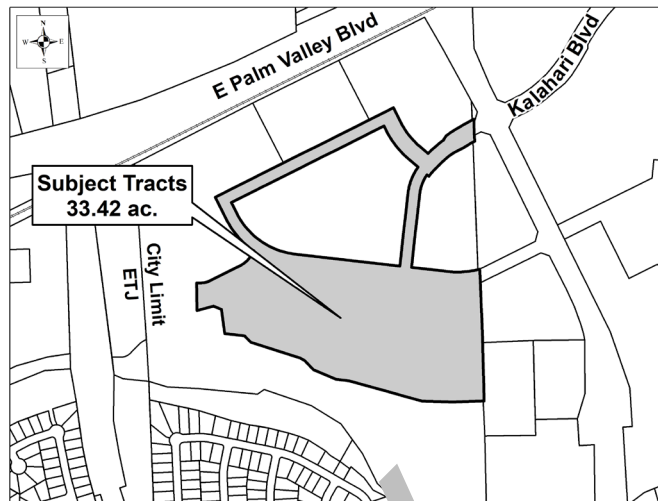 N
W E
S
E Palm Valley Blvd
Kalahari Blvd
Subject Tracts
33.42 ac.
City Limit
ETJ